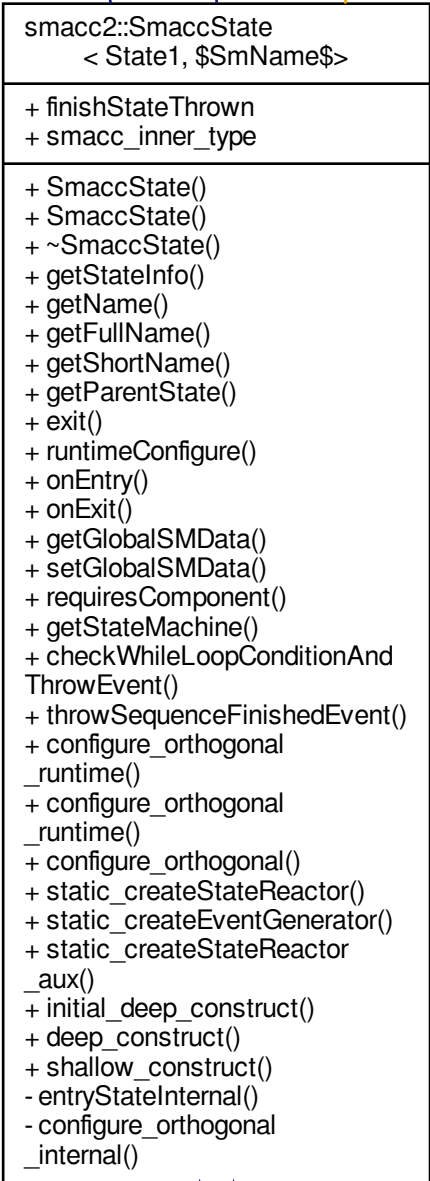 smacc2::SmaccState
< State1, $SmName$>
+ finishStateThrown
+ smacc_inner_type
+ SmaccState()
+ SmaccState()
+ ~SmaccState()
+ getStateInfo()
+ getName()
+ getFullName()
+ getShortName()
+ getParentState()
+ exit()
+ runtimeConfigure()
+ onEntry()
+ onExit()
+ getGlobalSMData()
+ setGlobalSMData()
+ requiresComponent()
+ getStateMachine()
+ checkWhileLoopConditionAnd
ThrowEvent()
+ throwSequenceFinishedEvent()
+ configure_orthogonal
_runtime()
+ configure_orthogonal
_runtime()
+ configure_orthogonal()
+ static_createStateReactor()
+ static_createEventGenerator()
+ static_createStateReactor
_aux()
+ initial_deep_construct()
+ deep_construct()
+ shallow_construct()
- entryStateInternal()
- configure_orthogonal
_internal()